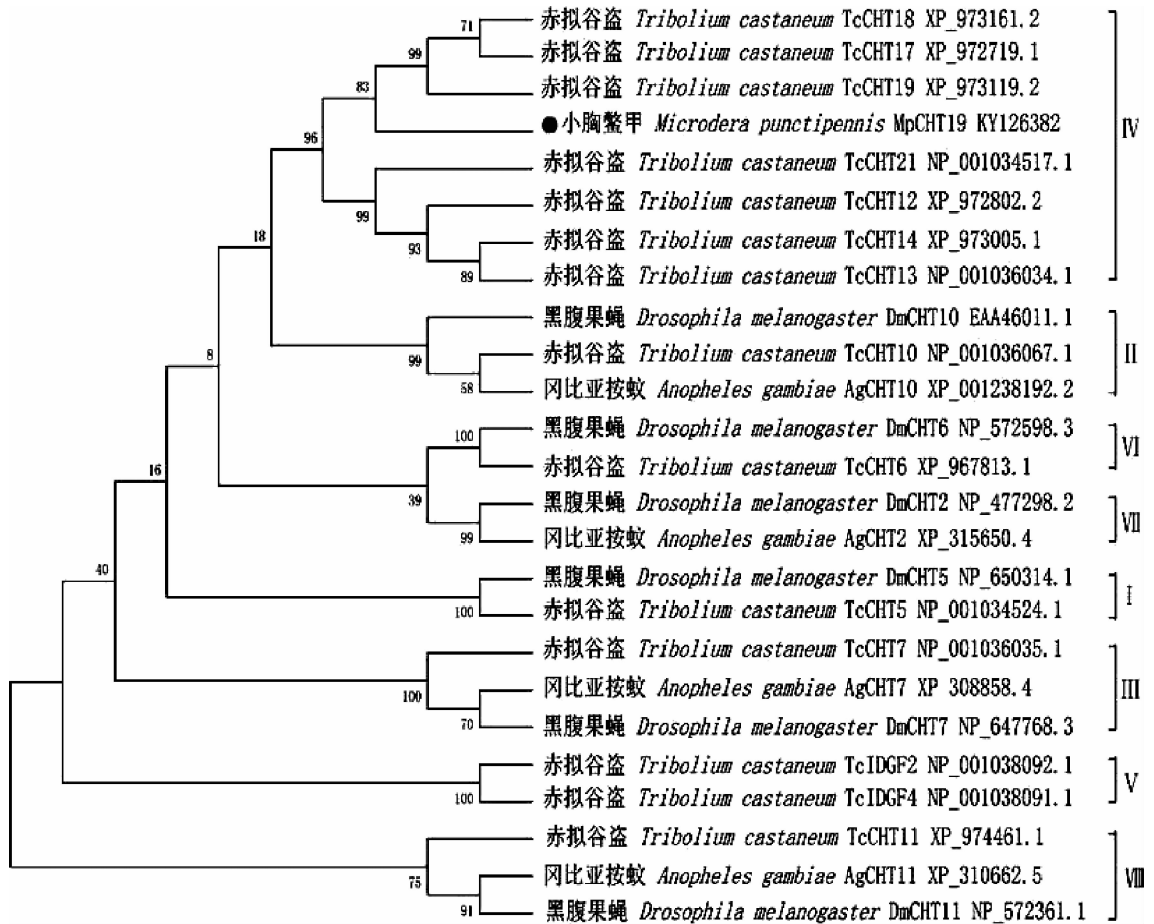 71
赤拟谷盗 Tribolium castaneum TcCHT18 XP_973161.2
99
赤拟谷盗 Tribolium castaneum TcCHT17 XP_972719.1
83
赤拟谷盗 Tribolium castaneum TcCHT19 XP_973119.2
96
●小胸鳖甲 Microdera punctipennis MpCHT19 KY126382
IV
赤拟谷盗 Tribolium castaneum TcCHT21 NP_001034517.1
99
赤拟谷盗 Tribolium castaneum TcCHT12 XP_972802.2
18
93
赤拟谷盗 Tribolium castaneum TcCHT14 XP_973005.1
89
赤拟谷盗 Tribolium castaneum TcCHT13 NP_001036034.1
黑腹果蝇 Drosophila melanogaster DmCHT10 EAA46011.1
8
99
赤拟谷盗 Tribolium castaneum TcCHT10 NP_001036067.1
II
58
冈比亚按蚊 Anopheles gambiae AgCHT10 XP_001238192.2
黑腹果蝇 Drosophila melanogaster DmCHT6 NP_572598.3
100
VI
赤拟谷盗 Tribolium castaneum TcCHT6 XP_967813.1
16
39
黑腹果蝇 Drosophila melanogaster DmCHT2 NP_477298.2
VII
99
冈比亚按蚊 Anopheles gambiae AgCHT2 XP_315650.4
40
黑腹果蝇 Drosophila melanogaster DmCHT5 NP_650314.1
I
100
赤拟谷盗 Tribolium castaneum TcCHT5 NP_001034524.1
赤拟谷盗 Tribolium castaneum TcCHT7 NP_001036035.1
100
冈比亚按蚊 Anopheles gambiae AgCHT7 XP 308858.4
III
70
黑腹果蝇 Drosophila melanogaster DmCHT7 NP_647768.3
赤拟谷盗 Tribolium castaneum TcIDGF2 NP_001038092.1
V
100
赤拟谷盗 Tribolium castaneum TcIDGF4 NP_001038091.1
赤拟谷盗 Tribolium castaneum TcCHT11 XP_974461.1
75
冈比亚按蚊 Anopheles gambiae AgCHT11 XP_310662.5
VIII
91
黑腹果蝇 Drosophila melanogaster DmCHT11 NP_572361.1